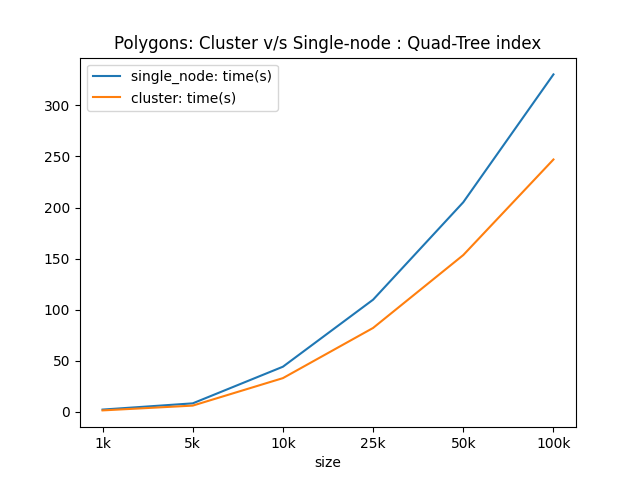 Polygons: Cluster v/s Single-node : Quad-Tree index
single_node: time(s)
cluster: time(s)
300
250
200
150
100
50
0
1k 5k 10k 25k 50k 100k
size